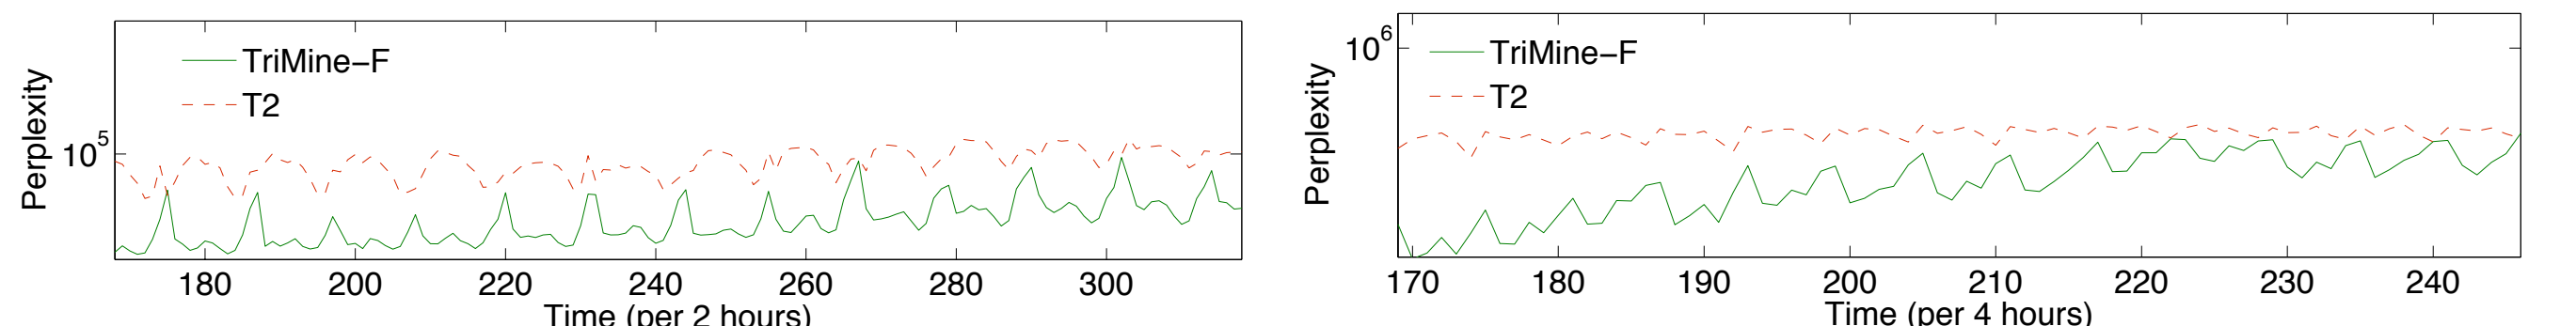 Perplexity
10^5
TriMine–F
T2
180 200 220 240 260 280 300
Time (per 2 hours)
Perplexity
10^6
TriMine–F
T2
170 180 190 200 210 220 230 240
Time (per 4 hours)